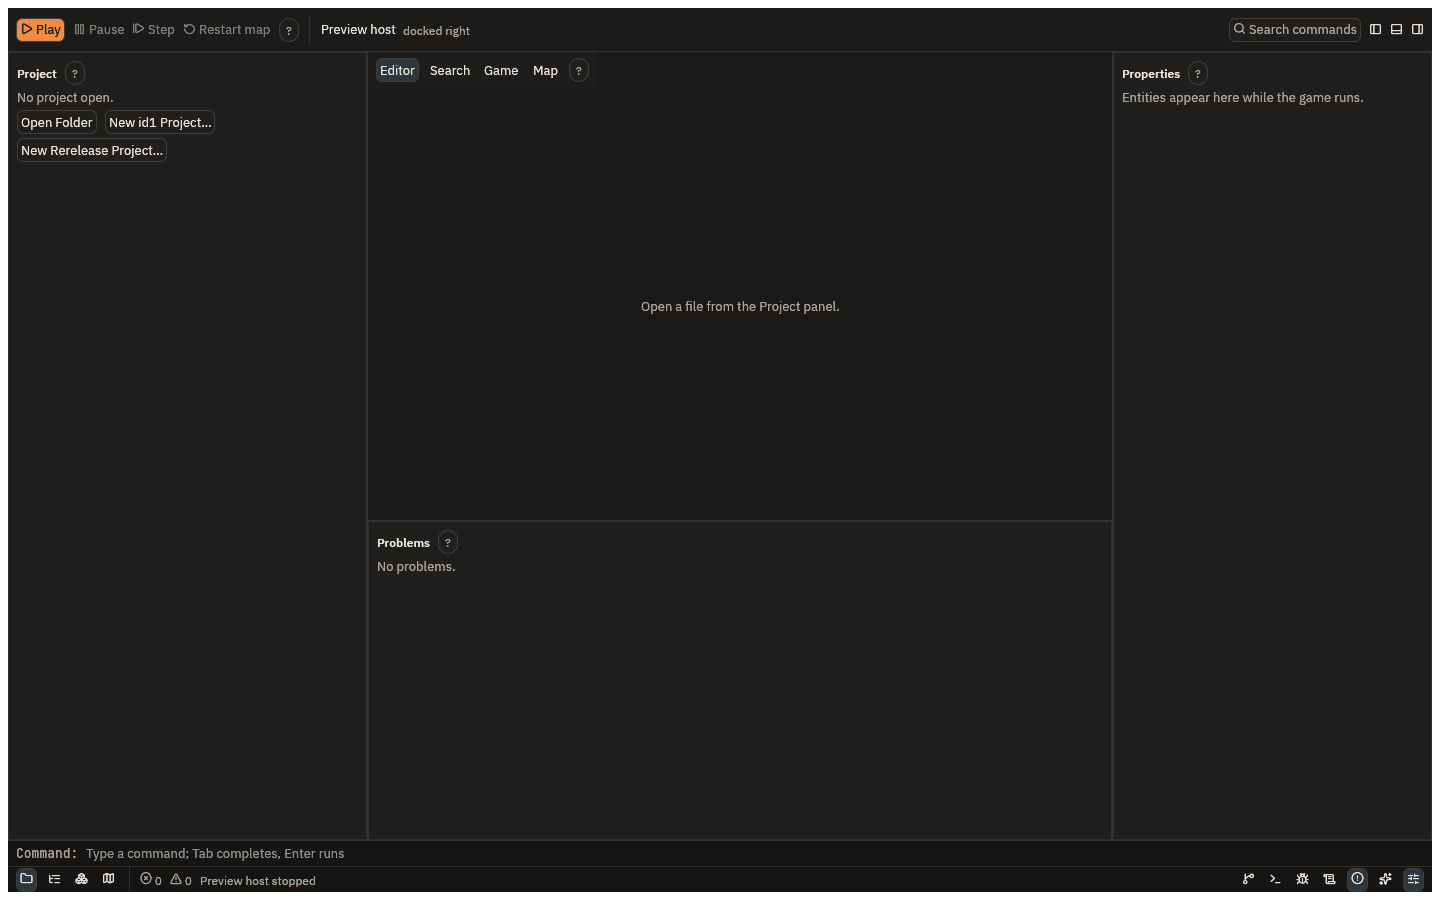 Play Pause Step Restart map ? Preview host docked right Search commands
Project ?
No project open.
Open Folder New id1 Project...
New Rerelease Project...
Editor Search Game Map ?
Open a file from the Project panel.
Problems ?
No problems.
Properties ?
Entities appear here while the game runs.
Command: Type a command; Tab completes, Enter runs
0 0 Preview host stopped